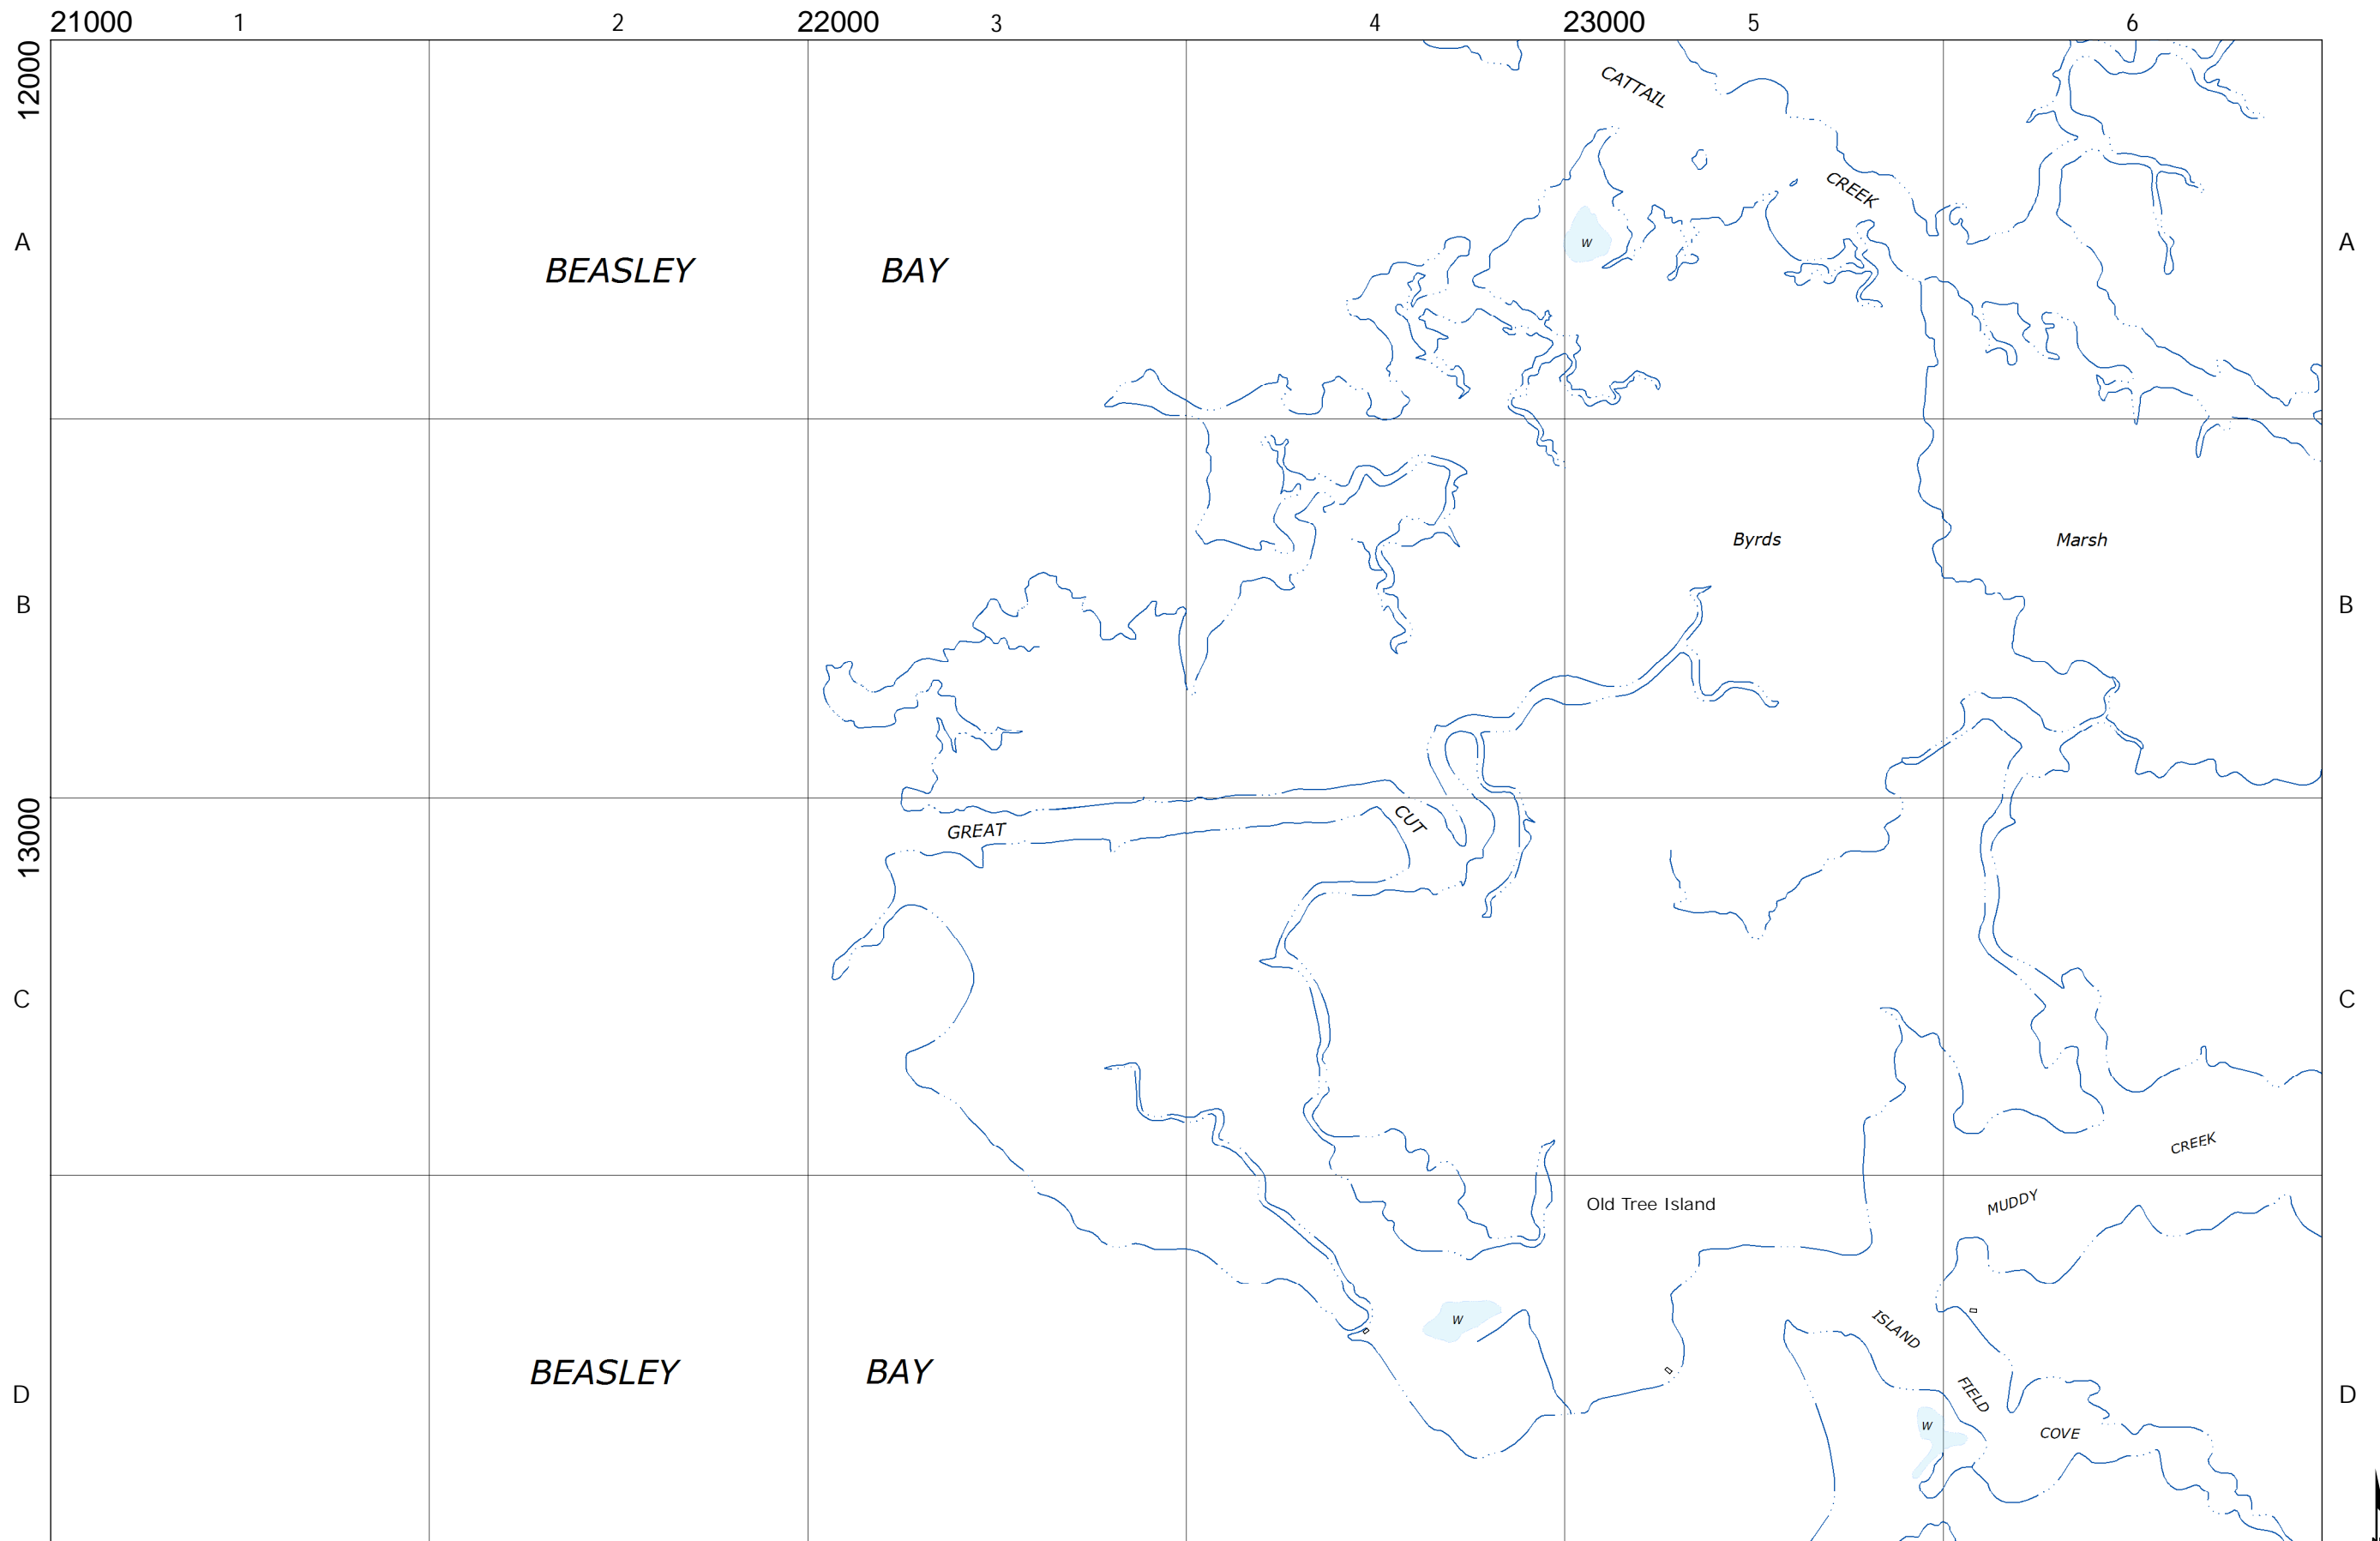 21000 1 2 22000 3 4 23000 5 6
12000
CATTAIL
CREEK
A BEASLEY BAY W A
Byrds Marsh
B B
13000
GREAT CUT
C C
CREEK
Old Tree Island MUDDY
W ISLAND
BEASLEY BAY
D FIELD D
W COVE